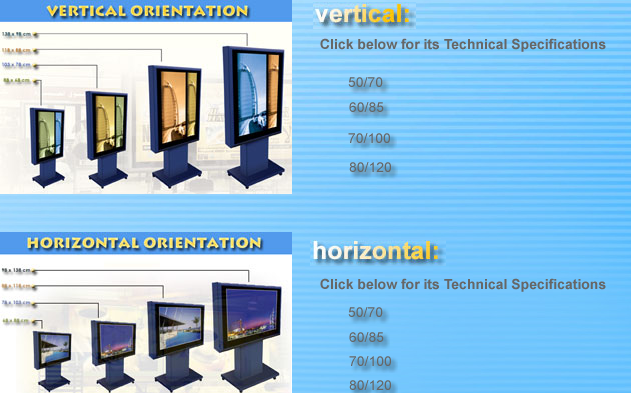 VERTICAL ORIENTATION
138 x 98 cm
118 x 88 cm
103 x 78 cm
88 x 68 cm
vertical:
Click below for its Technical Specifications
50/70
60/85
70/100
80/120
HORIZONTAL ORIENTATION
98 x 138 cm
88 x 118 cm
78 x 103 cm
68 x 88 cm
horizontal:
Click below for its Technical Specifications
50/70
60/85
70/100
80/120